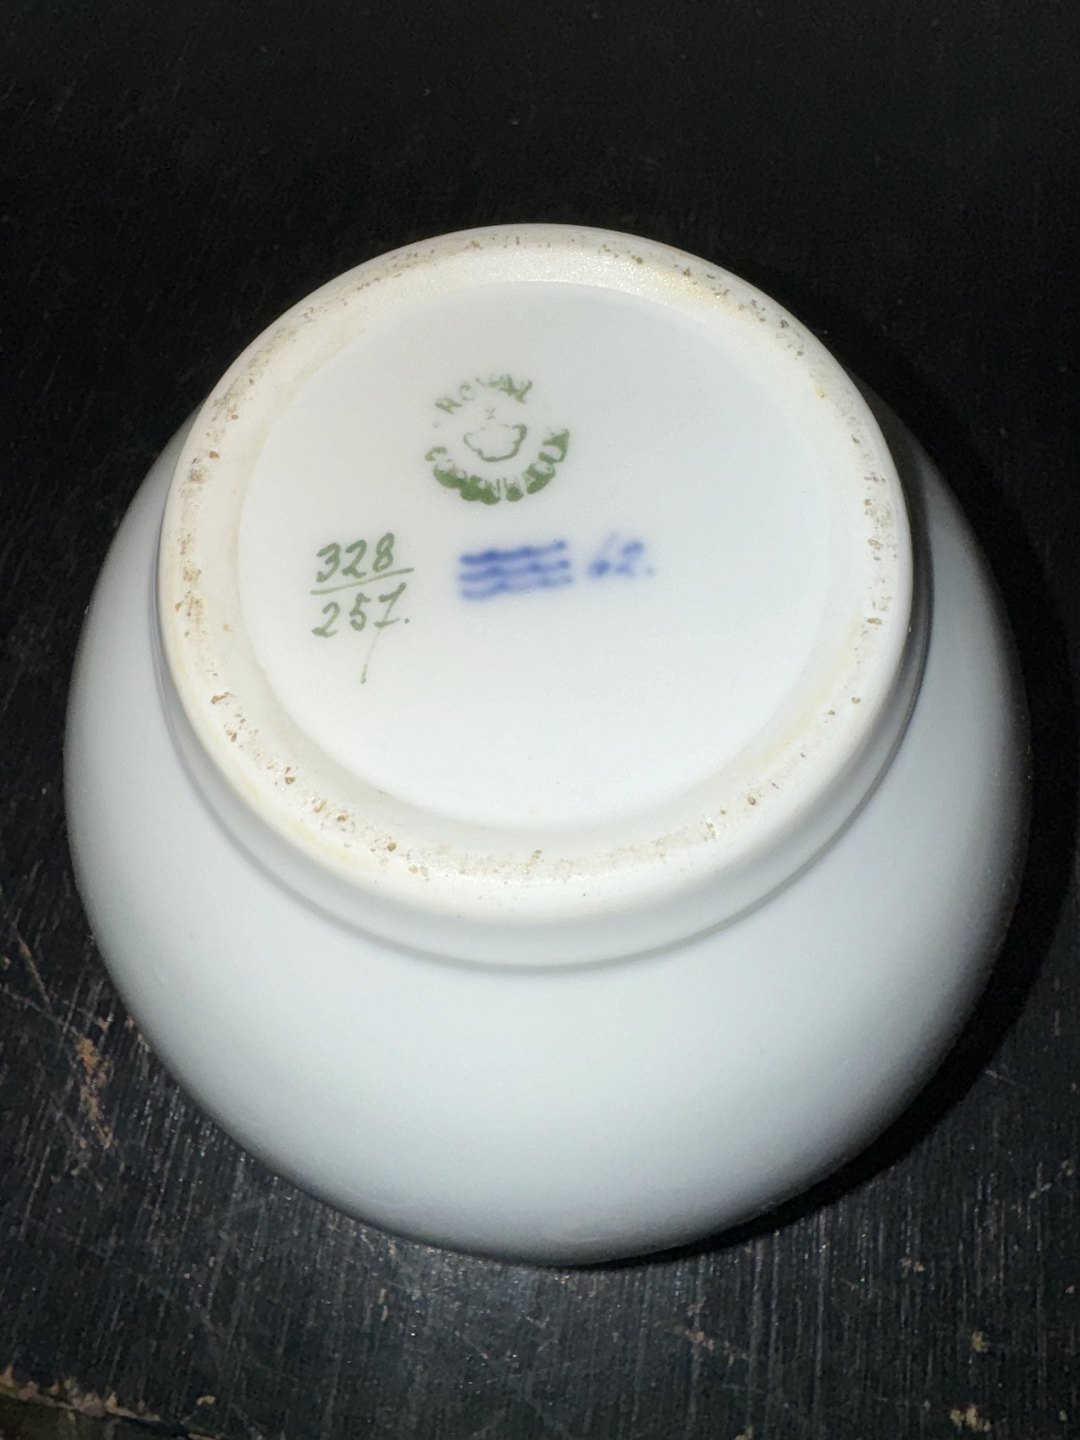 ROYAL
COPENHAGEN
328
257.
62.